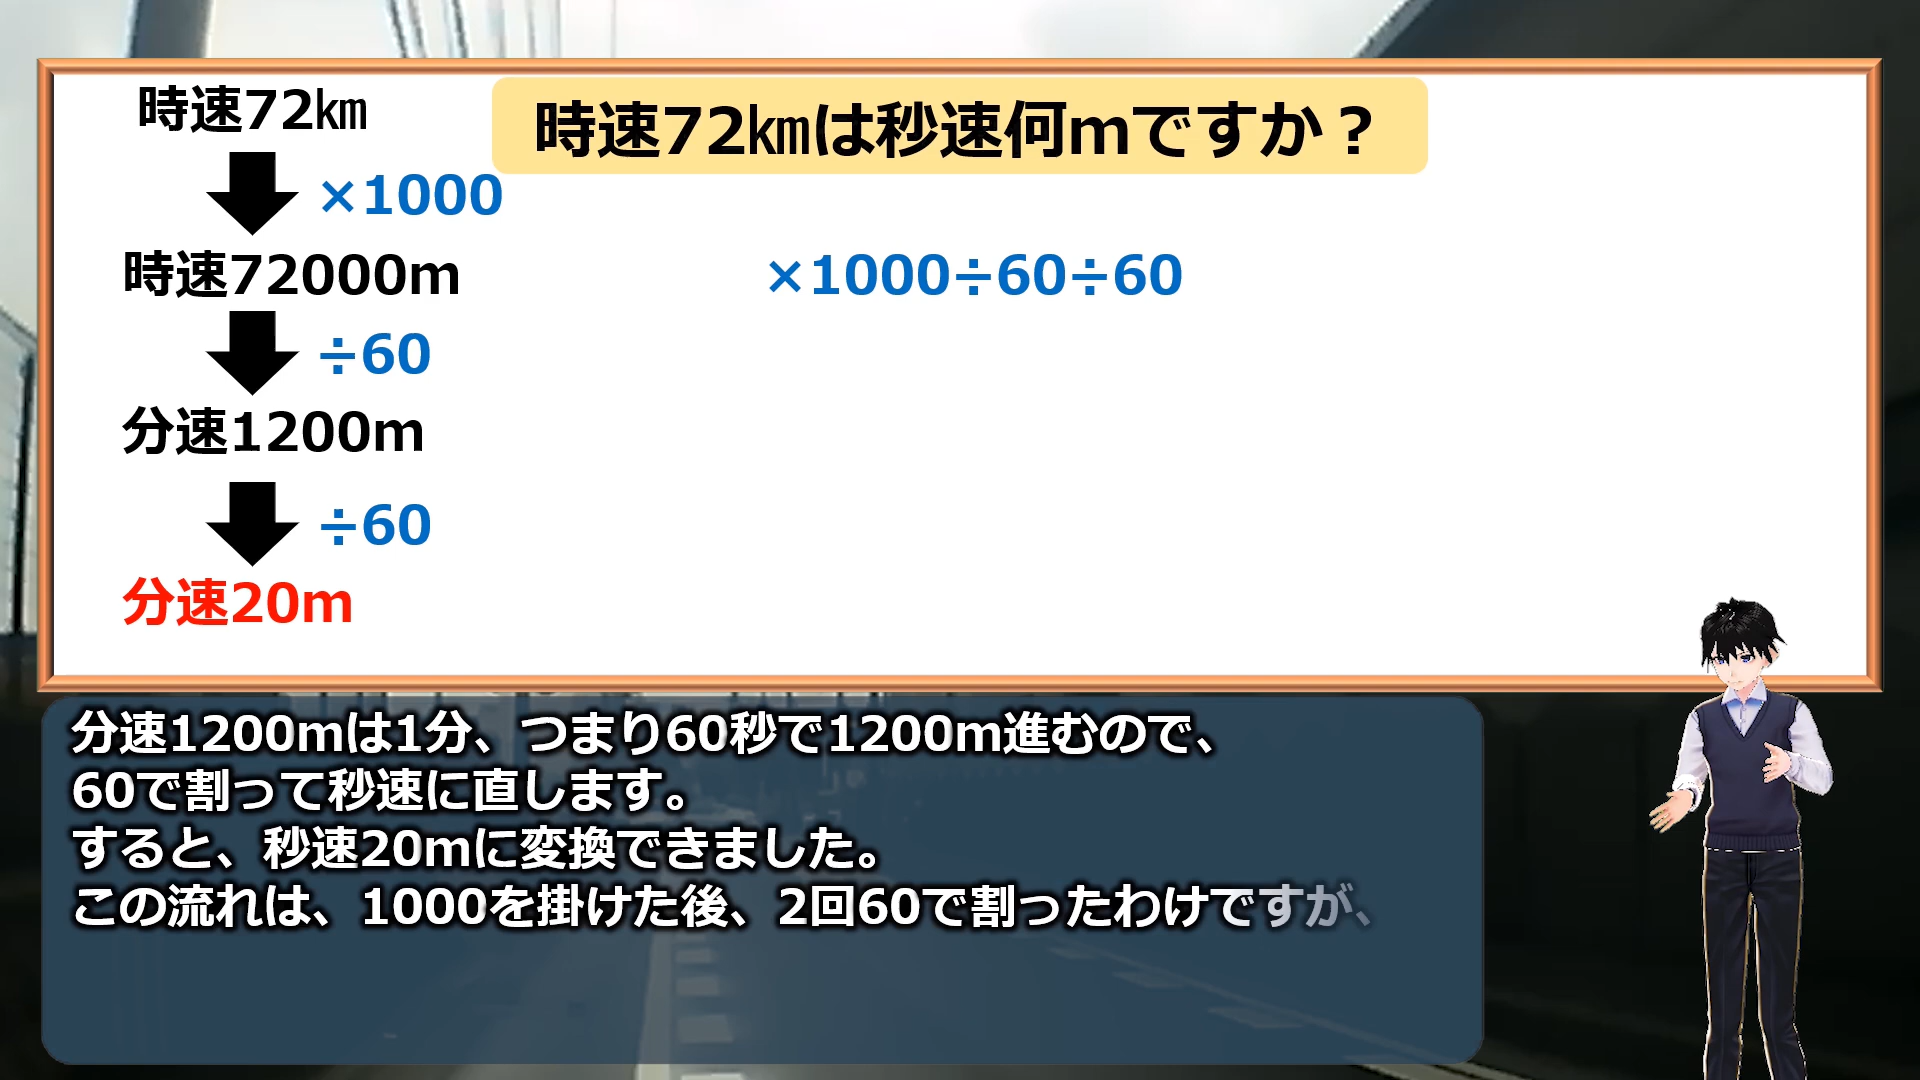 時速72㎞は秒速何mですか？
時速72㎞
×1000
時速72000m
×1000÷60÷60
÷60
分速1200m
÷60
分速20m
分速1200mは1分、つまり60秒で1200m進むので、
60で割って秒速に直します。
すると、秒速20mに変換できました。
この流れは、1000を掛けた後、2回60で割ったわけですが、